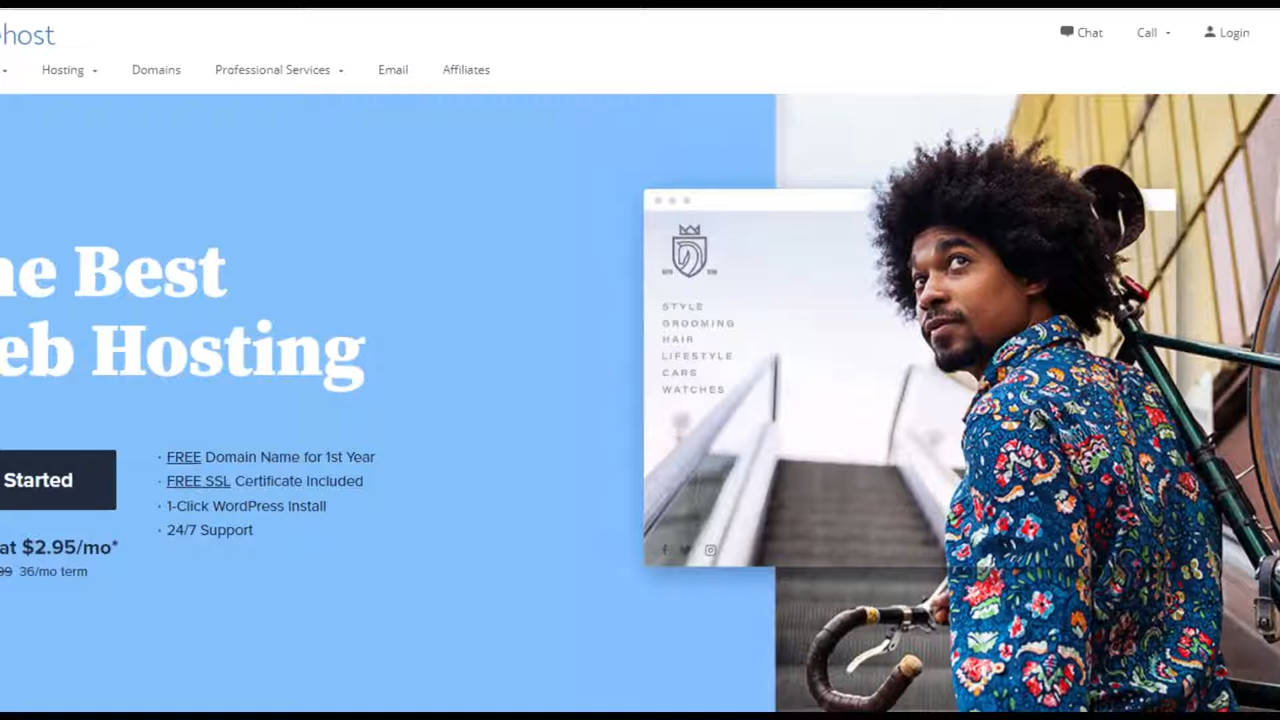 host
Chat Call Login
Hosting Domains Professional Services Email Affiliates
ne Best
eb Hosting
Started
at $2.95/mo*
99 36/mo term
· FREE Domain Name for 1st Year
· FREE SSL Certificate Included
· 1-Click WordPress Install
· 24/7 Support
STYLE
GROOMING
HAIR
LIFESTYLE
CARS
WATCHES